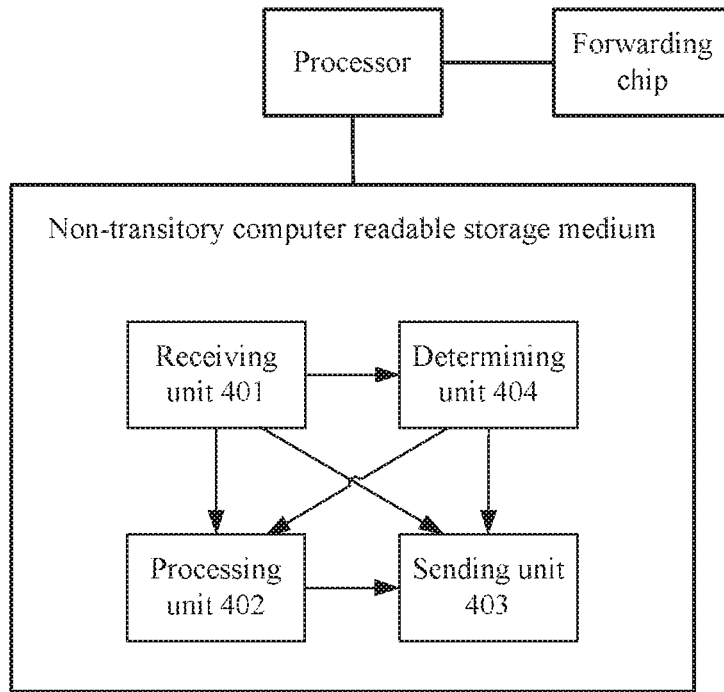 Processor
Forwarding
chip
Non-transitory computer readable storage medium
Receiving
unit 401
Determining
unit 404
Processing
unit 402
Sending unit
403